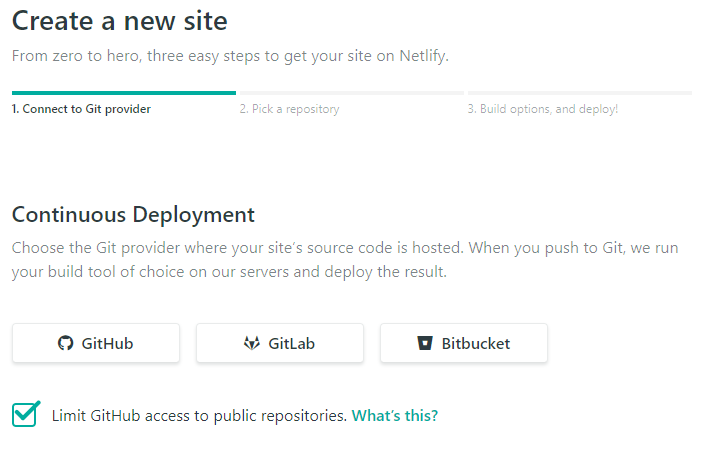 Create a new site
From zero to hero, three easy steps to get your site on Netlify.
1. Connect to Git provider
2. Pick a repository
3. Build options, and deploy!
Continuous Deployment
Choose the Git provider where your site's source code is hosted. When you push to Git, we run
your build tool of choice on our servers and deploy the result.
GitHub
GitLab
Bitbucket
Limit GitHub access to public repositories. What's this?